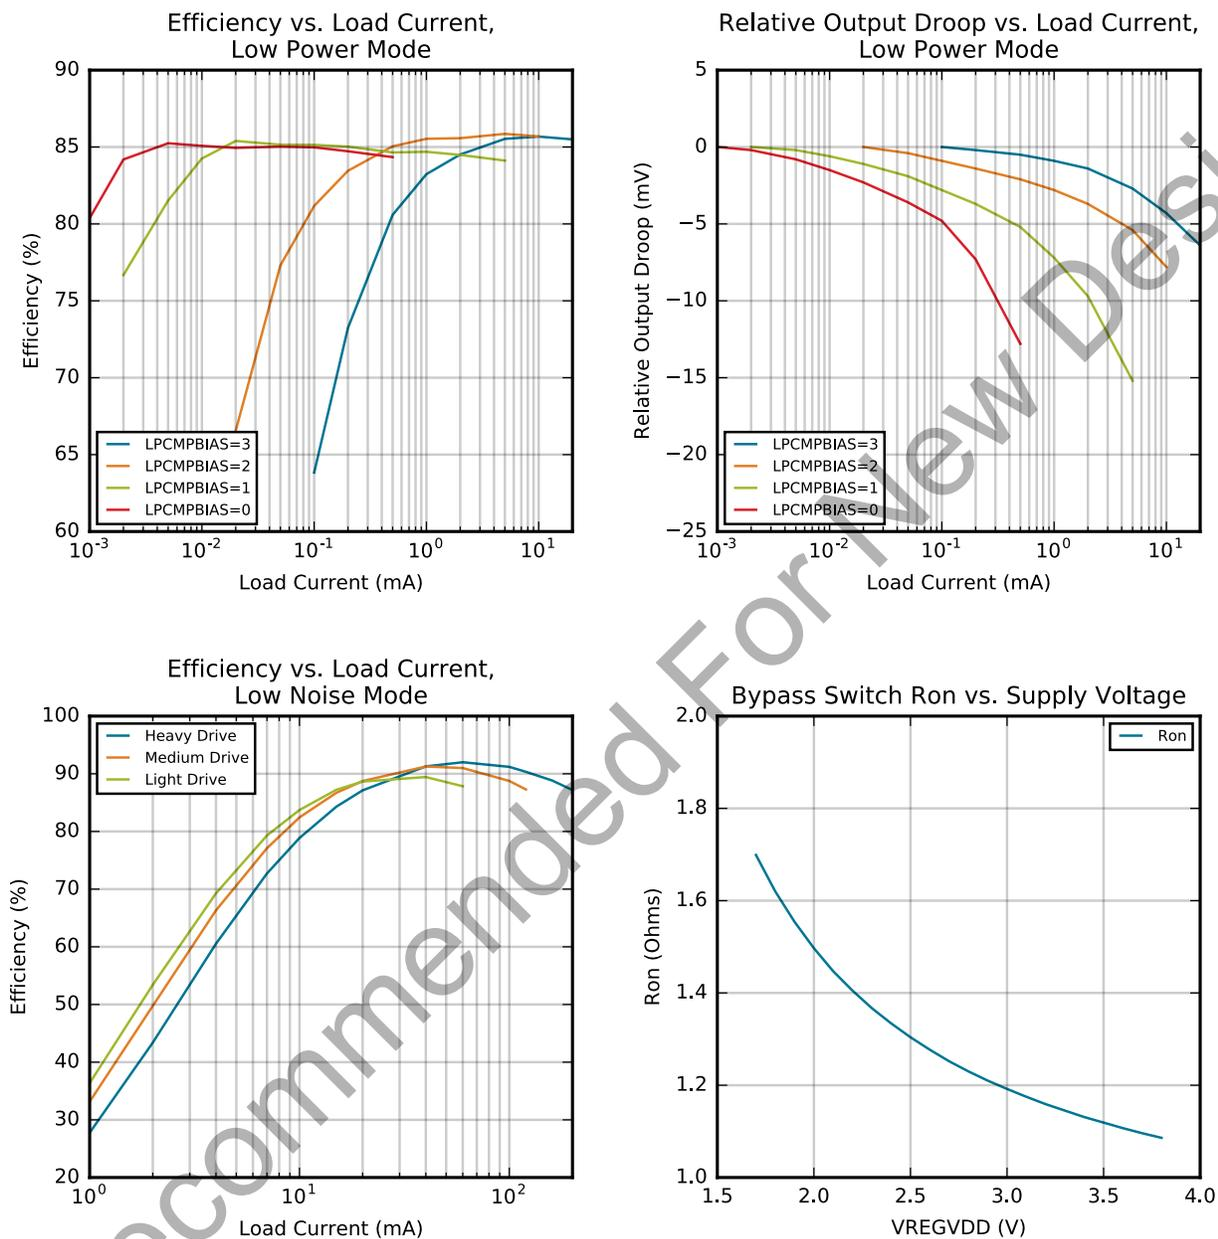 Efficiency vs. Load Current,
Low Power Mode
90
85
80
75
70
65
60
Efficiency (%)
LPCMPBIAS=3
LPCMPBIAS=2
LPCMPBIAS=1
LPCMPBIAS=0
10⁻³ 10⁻² 10⁻¹ 10⁰ 10¹
Load Current (mA)
Relative Output Droop vs. Load Current,
Low Power Mode
5
0
−5
−10
−15
−20
−25
Relative Output Droop (mV)
LPCMPBIAS=3
LPCMPBIAS=2
LPCMPBIAS=1
LPCMPBIAS=0
10⁻³ 10⁻² 10⁻¹ 10⁰ 10¹
Load Current (mA)
Efficiency vs. Load Current,
Low Noise Mode
100
90
80
70
60
50
40
30
20
Efficiency (%)
Heavy Drive
Medium Drive
Light Drive
10⁰ 10¹ 10²
Load Current (mA)
Bypass Switch Ron vs. Supply Voltage
2.0
1.8
1.6
1.4
1.2
1.0
Ron (Ohms)
Ron
1.5 2.0 2.5 3.0 3.5 4.0
VREGVDD (V)
ecommended For New Desi